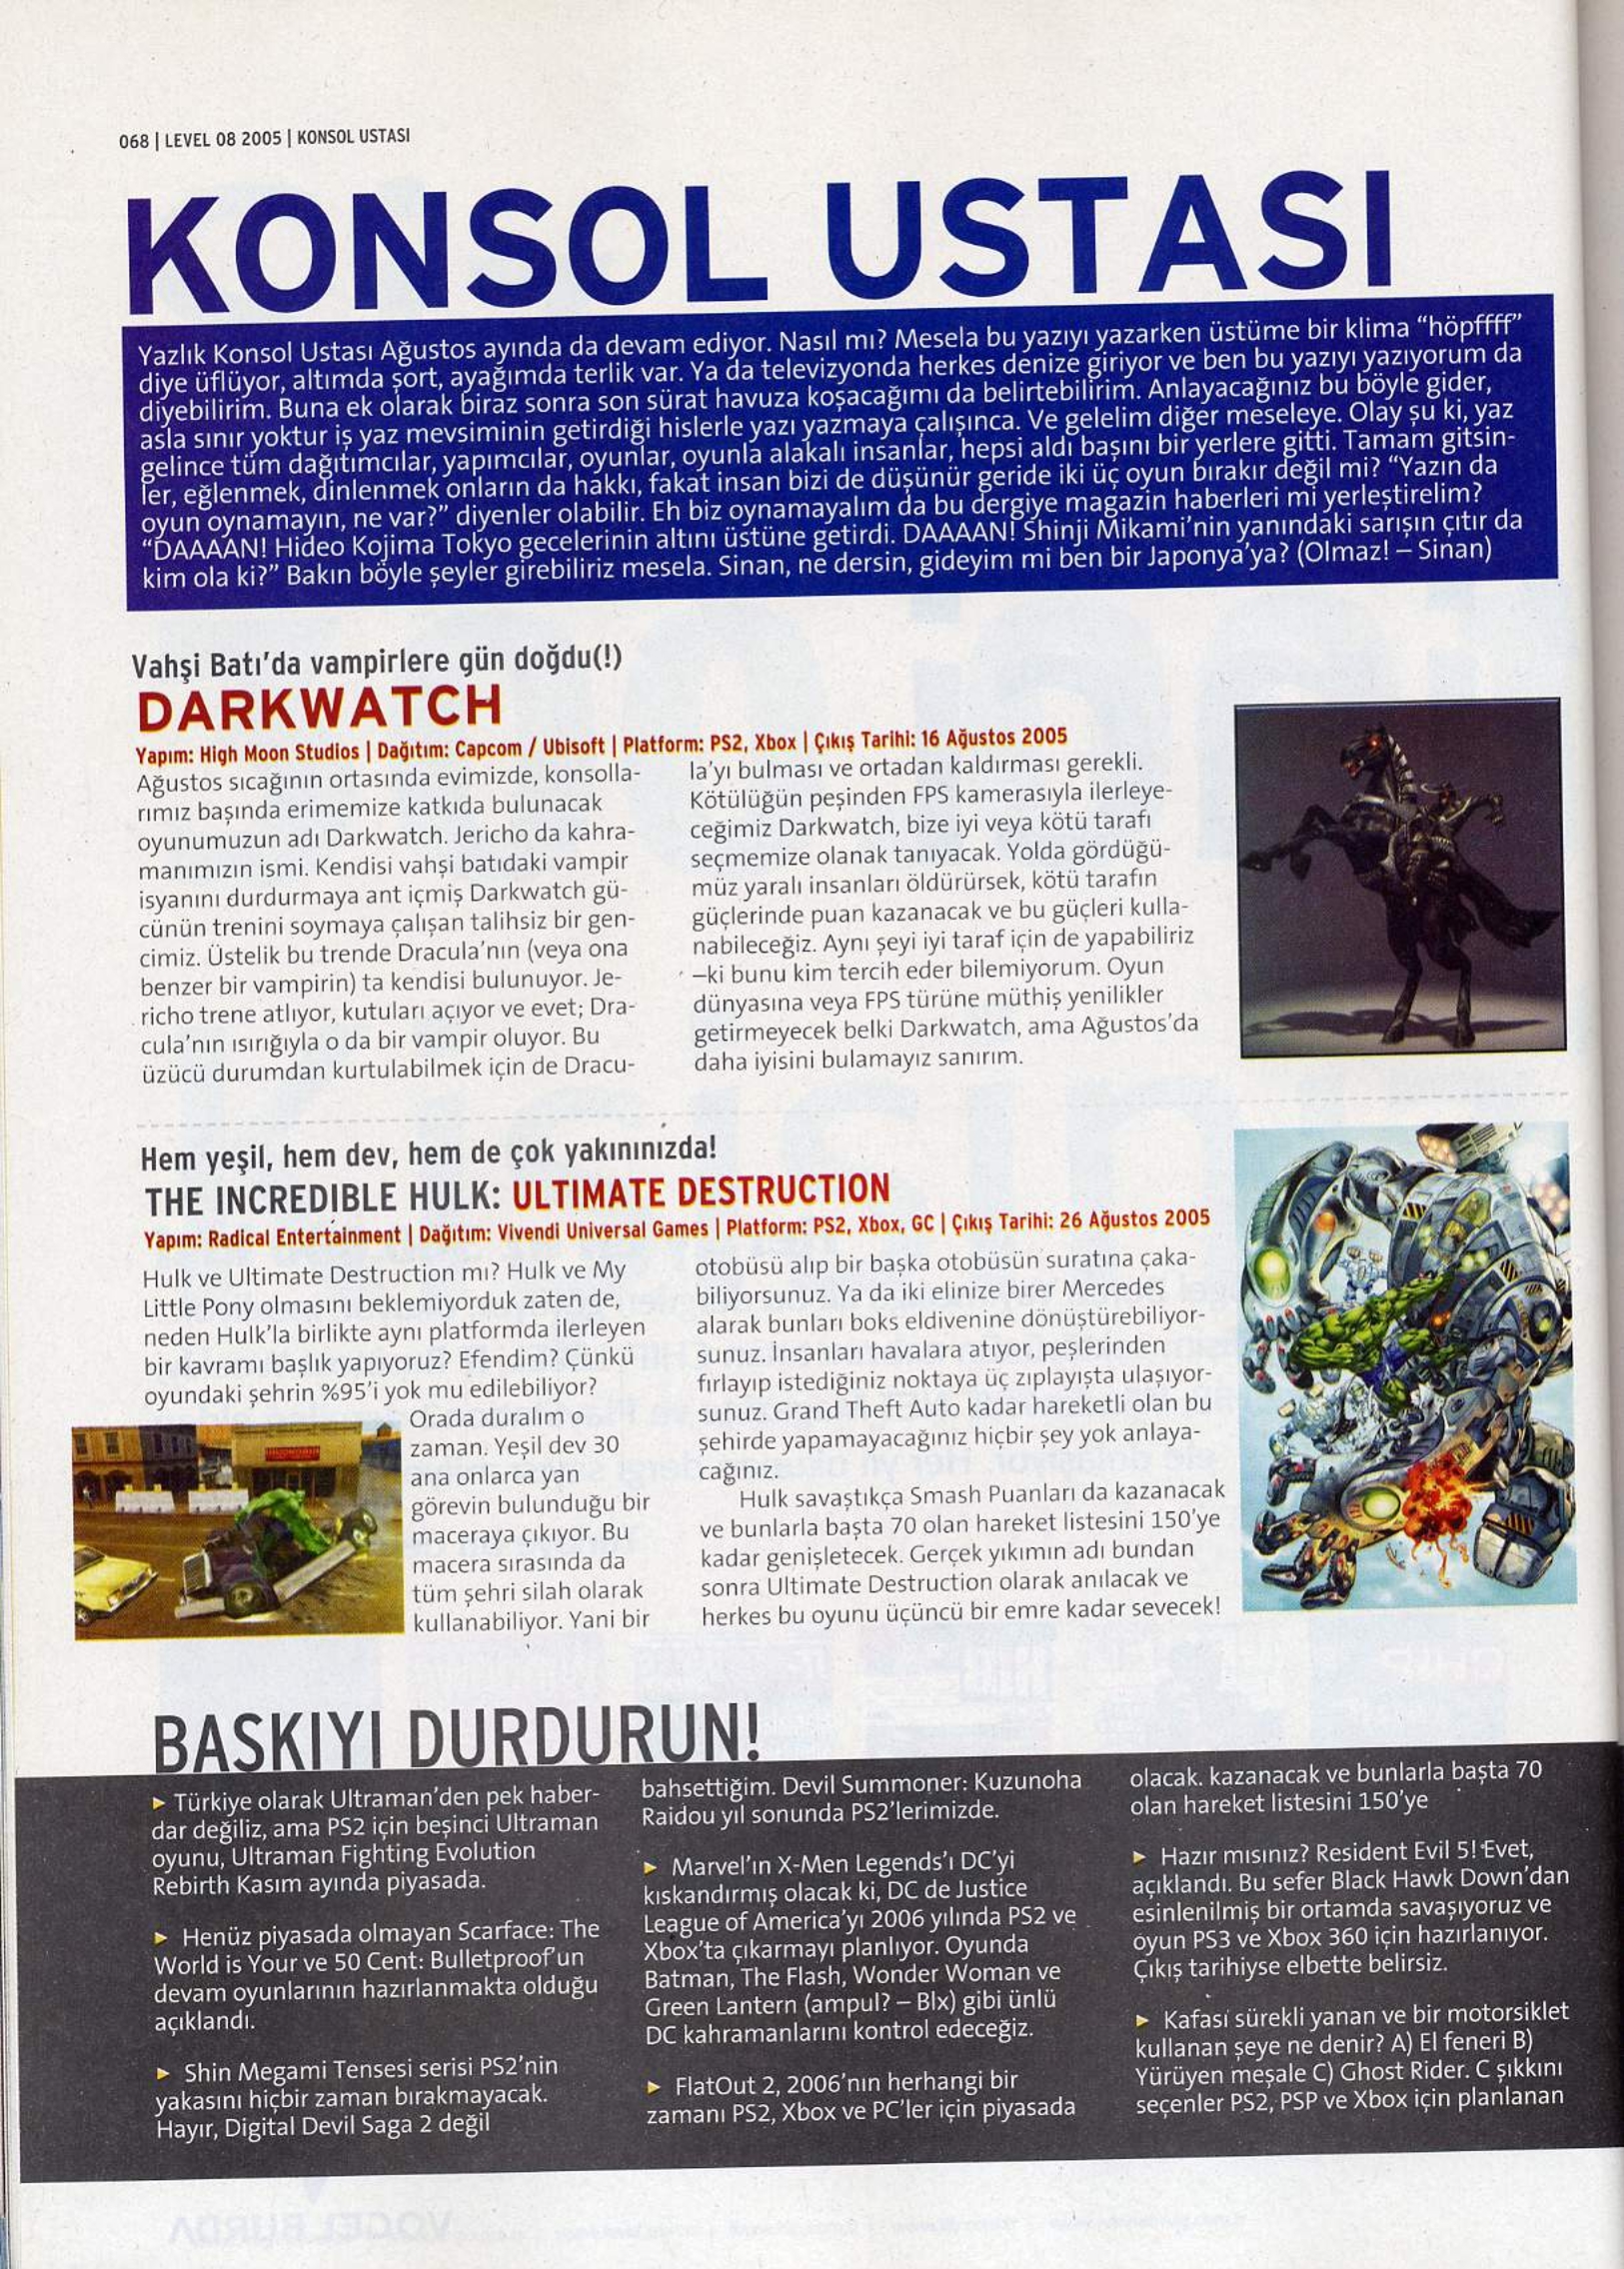 068 | LEVEL 08 2005 | KONSOL USTASI
KONSOL USTASI
Yazlık Konsol Ustası Ağustos ayında da devam ediyor. Nasıl mı? Mesela bu yazıyı yazarken üstüme bir klima “höpffff”
diye üflüyor, altımda şort, ayağımda terlik var. Ya da televizyonda herkes denize giriyor ve ben bu yazıyı yazıyorum da
diyebilirim. Buna ek olarak biraz sonra son sürat havuza koşacağımı da belirtebilirim. Anlayacağınız bu böyle gider,
asla sınır yoktur iş yaz mevsiminin getirdiği hislerle yazı yazmaya çalışınca. Ve gelelim diğer meseleye. Olay şu ki, yaz
gelince tüm dağıtımcılar, yapımcılar, oyunlar, oyunla alakalı insanlar, hepsi aldı başını bir yerlere gitti. Tamam gitsin-
ler, eğlenmek, dinlenmek onların da hakkı, fakat insan bizi de düşünür geride iki üç oyun bırakır değil mi? “Yazın da
oyun oynamayın, ne var?” diyenler olabilir. Eh biz oynamayalım da bu dergiye magazin haberleri mi yerleştirelim?
“DAAAAN! Hideo Kojima Tokyo gecelerinin altını üstüne getirdi. DAAAAN! Shinji Mikami’nin yanındaki sarışın çıtır da
kim ola ki?” Bakın böyle şeyler girebiliriz mesela. Sinan, ne dersin, gideyim mi ben bir Japonya’ya? (Olmaz! – Sinan)
Vahşi Batı’da vampirlere gün doğdu(!)
DARKWATCH
Yapım: High Moon Studios | Dağıtım: Capcom / Ubisoft | Platform: PS2, Xbox | Çıkış Tarihi: 16 Ağustos 2005
Ağustos sıcağının ortasında evimizde, konsolla-
rımız başında erimemize katkıda bulunacak
oyunumuzun adı Darkwatch. Jericho da kahra-
manımızın ismi. Kendisi vahşi batıdaki vampir
isyanını durdurmaya ant içmiş Darkwatch gü-
cünün trenini soymaya çalışan talihsiz bir gen-
cimiz. Üstelik bu trende Dracula’nın (veya ona
benzer bir vampirin) ta kendisi bulunuyor. Je-
richo trene atlıyor, kutuları açıyor ve evet; Dra-
cula’nın ısırığıyla o da bir vampir oluyor. Bu
üzücü durumdan kurtulabilmek için de Dracu-
la’yı bulması ve ortadan kaldırması gerekli.
Kötülüğün peşinden FPS kamerasıyla ilerleye-
ceğimiz Darkwatch, bize iyi veya kötü tarafı
seçmemize olanak tanıyacak. Yolda gördüğü-
müz yaralı insanları öldürürsek, kötü tarafın
güçlerinde puan kazanacak ve bu güçleri kulla-
nabileceğiz. Aynı şeyi iyi taraf için de yapabiliriz
–ki bunu kim tercih eder bilemiyorum. Oyun
dünyasına veya FPS türüne müthiş yenilikler
getirmeyecek belki Darkwatch, ama Ağustos’da
daha iyisini bulamayız sanırım.
Hem yeşil, hem dev, hem de çok yakınınızda!
THE INCREDIBLE HULK: ULTIMATE DESTRUCTION
Yapım: Radical Entertainment | Dağıtım: Vivendi Universal Games | Platform: PS2, Xbox, GC | Çıkış Tarihi: 26 Ağustos 2005
Hulk ve Ultimate Destruction mı? Hulk ve My
Little Pony olmasını beklemiyorduk zaten de,
neden Hulk’la birlikte aynı platformda ilerleyen
bir kavramı başlık yapıyoruz? Efendim? Çünkü
oyundaki şehrin %95’i yok mu edilebiliyor?
Orada duralım o
zaman. Yeşil dev 30
ana onlarca yan
görevin bulunduğu bir
maceraya çıkıyor. Bu
macera sırasında da
tüm şehri silah olarak
kullanabiliyor. Yani bir
otobüsü alıp bir başka otobüsün suratına çaka-
biliyorsunuz. Ya da iki elinize birer Mercedes
alarak bunları boks eldivenine dönüştürebiliyor-
sunuz. İnsanları havalara atıyor, peşlerinden
fırlayıp istediğiniz noktaya üç zıplayışta ulaşıyor-
sunuz. Grand Theft Auto kadar hareketli olan bu
şehirde yapamayacağınız hiçbir şey yok anlaya-
cağınız.
Hulk savaştıkça Smash Puanları da kazanacak
ve bunlarla başta 70 olan hareket listesini 150’ye
kadar genişletecek. Gerçek yıkımın adı bundan
sonra Ultimate Destruction olarak anılacak ve
herkes bu oyunu üçüncü bir emre kadar sevecek!
BASKIYI DURDURUN!
► Türkiye olarak Ultraman’den pek haber-
dar değiliz, ama PS2 için beşinci Ultraman
oyunu, Ultraman Fighting Evolution
Rebirth Kasım ayında piyasada.
► Henüz piyasada olmayan Scarface: The
World is Your ve 50 Cent: Bulletproof’un
devam oyunlarının hazırlanmakta olduğu
açıklandı.
► Shin Megami Tensesi serisi PS2’nin
yakasını hiçbir zaman bırakmayacak.
Hayır, Digital Devil Saga 2 değil
bahsettiğim. Devil Summoner: Kuzunoha
Raidou yıl sonunda PS2’lerimizde.
► Marvel’ın X-Men Legends’ı DC’yi
kıskandırmış olacak ki, DC de Justice
League of America’yı 2006 yılında PS2 ve
Xbox’ta çıkarmayı planlıyor. Oyunda
Batman, The Flash, Wonder Woman ve
Green Lantern (ampul? – Blx) gibi ünlü
DC kahramanlarını kontrol edeceğiz.
► FlatOut 2, 2006’nın herhangi bir
zamanı PS2, Xbox ve PC’ler için piyasada
olacak. kazanacak ve bunlarla başta 70
olan hareket listesini 150’ye
► Hazır mısınız? Resident Evil 5! Evet,
açıklandı. Bu sefer Black Hawk Down’dan
esinlenilmiş bir ortamda savaşıyoruz ve
oyun PS3 ve Xbox 360 için hazırlanıyor.
Çıkış tarihiyse elbette belirsiz.
► Kafası sürekli yanan ve bir motorsiklet
kullanan şeye ne denir? A) El feneri B)
Yürüyen meşale C) Ghost Rider. C şıkkını
seçenler PS2, PSP ve Xbox için planlanan